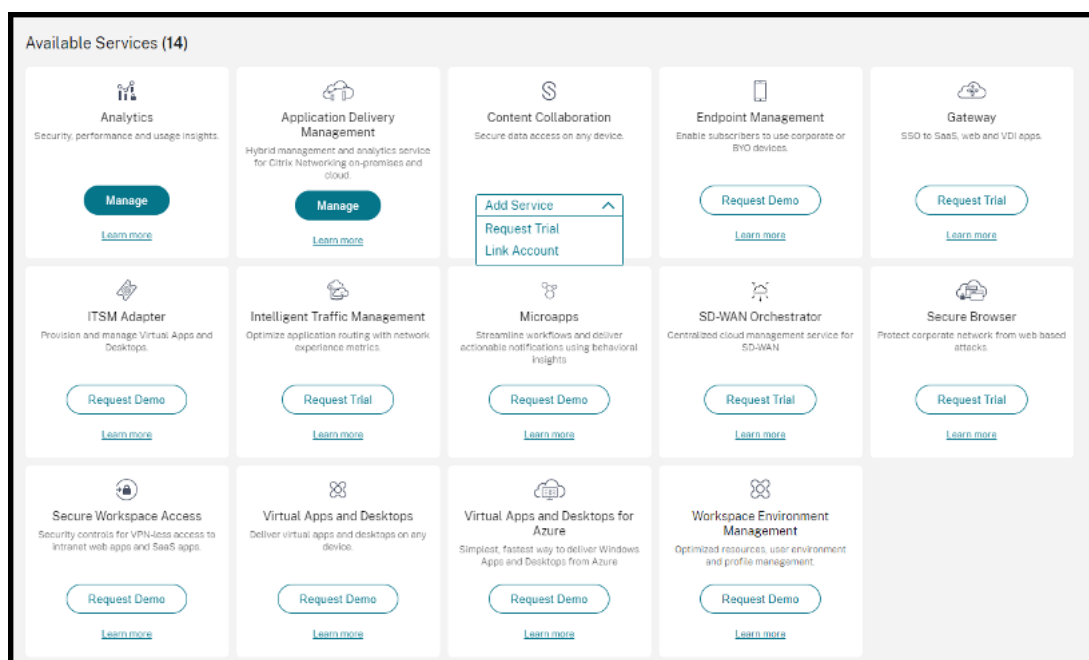 Available Services (14)
Analytics
Security, performance and usage insights.
Manage
Learn more
Application Delivery
Management
Hybrid management and analytics service
for Citrix Networking on-premises and
cloud.
Manage
Learn more
Content Collaboration
Secure data access on any device.
Add Service
Request Trial
Link Account
Endpoint Management
Enable subscribers to use corporate or
BYO devices.
Request Demo
Learn more
Gateway
SSO to SaaS, web and VDI apps.
Request Trial
Learn more
ITSM Adapter
Provision and manage Virtual Apps and
Desktops.
Request Demo
Learn more
Intelligent Traffic Management
Optimize application routing with network
experience metrics.
Request Trial
Learn more
Microapps
Streamline workflows and deliver
actionable notifications using behavioral
insights
Request Demo
Learn more
SD-WAN Orchestrator
Centralized cloud management service for
SD-WAN
Request Trial
Learn more
Secure Browser
Protect corporate network from web based
attacks.
Request Trial
Learn more
Secure Workspace Access
Security controls for VPN-less access to
intranet web apps and SaaS apps.
Request Demo
Learn more
Virtual Apps and Desktops
Deliver virtual apps and desktops on any
device.
Request Demo
Learn more
Virtual Apps and Desktops for
Azure
Simplest, fastest way to deliver Windows
Apps and Desktops from Azure
Request Demo
Learn more
Workspace Environment
Management
Optimized resources, user environment
and profile management.
Request Demo
Learn more